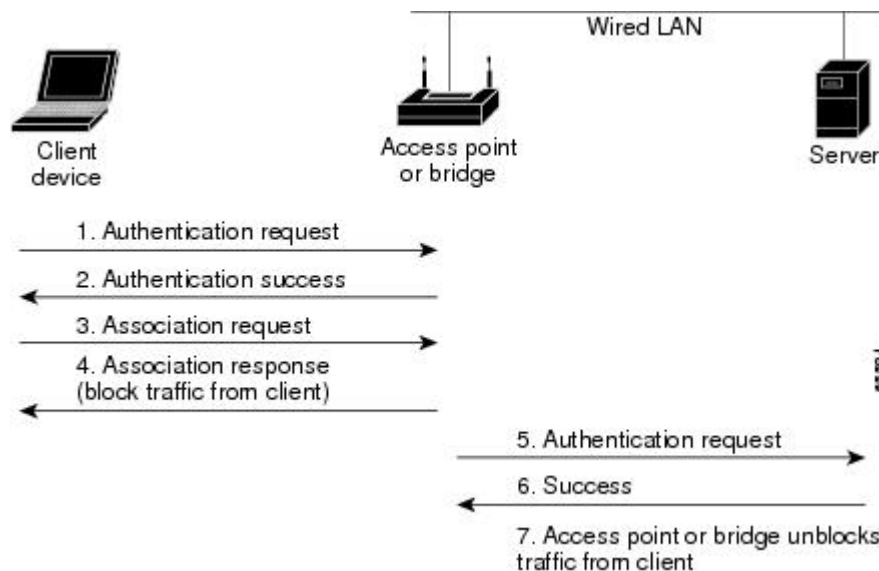 Wired LAN
Client
device
Access point
or bridge
Server
1. Authentication request
2. Authentication success
3. Association request
4. Association response
(block traffic from client)
5. Authentication request
6. Success
7. Access point or bridge unblocks
traffic from client